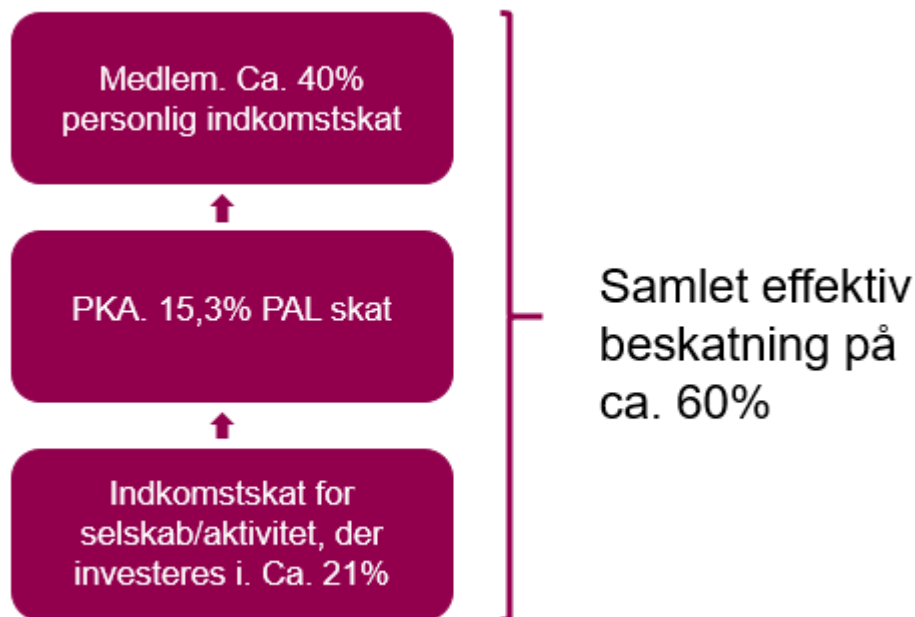 Medlem. Ca. 40%
personlig indkomstskat
PKA. 15,3% PAL skat
Indkomstskat for
selskab/aktivitet, der
investeres i. Ca. 21%
Samlet effektiv
beskatning på
ca. 60%